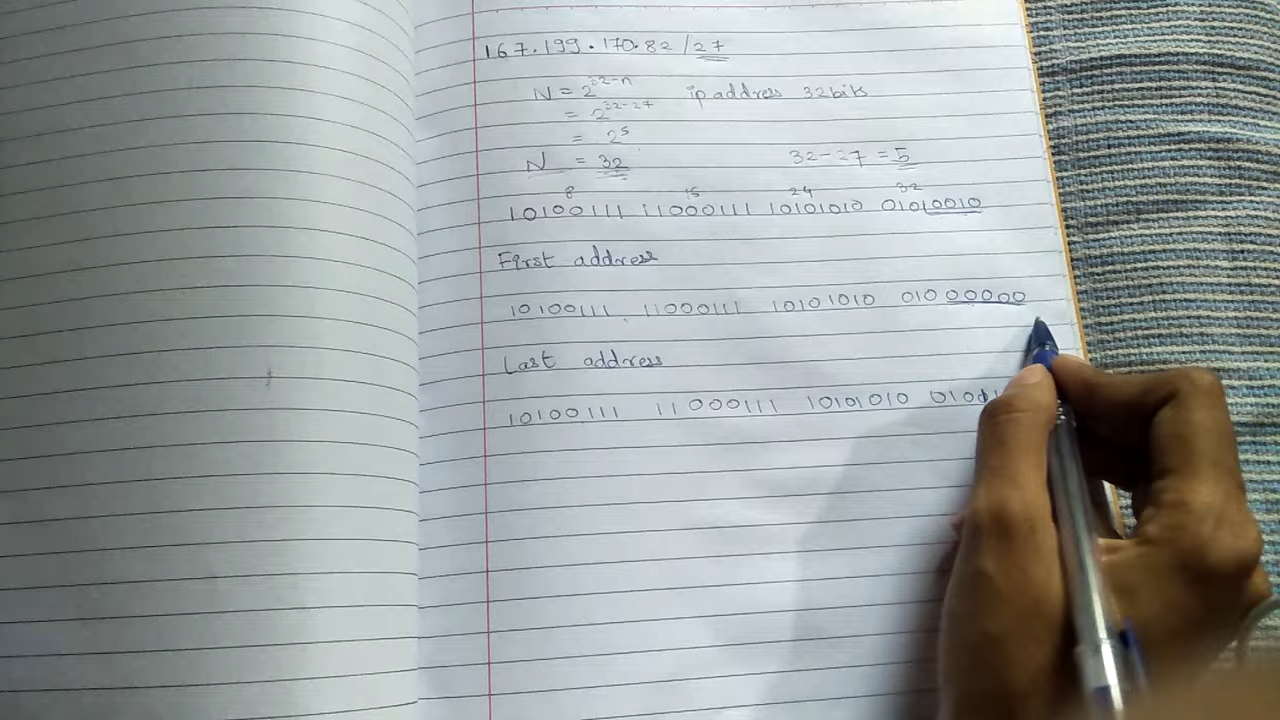 167.199.170.82 /27
N = 2^32-n ip address 32 bits
= 2^32-27
= 2^5
N = 32 32-27 = 5
8 15 24 32
10100111 11000111 10101010 01010010
First address
10100111 11000111 10101010 01000000
Last address
10100111 11000111 10101010 010